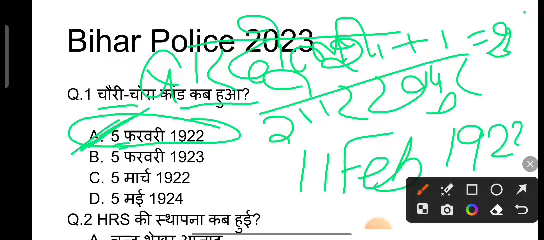 Bihar Police 2023
Q.1 चौरी-चौरा कांड कब हुआ?
A. 5 फरवरी 1922
B. 5 फरवरी 1923
C. 5 मार्च 1922
D. 5 मई 1924
11 Feb 1922
Q.2 HRS की स्थापना कब हुई?